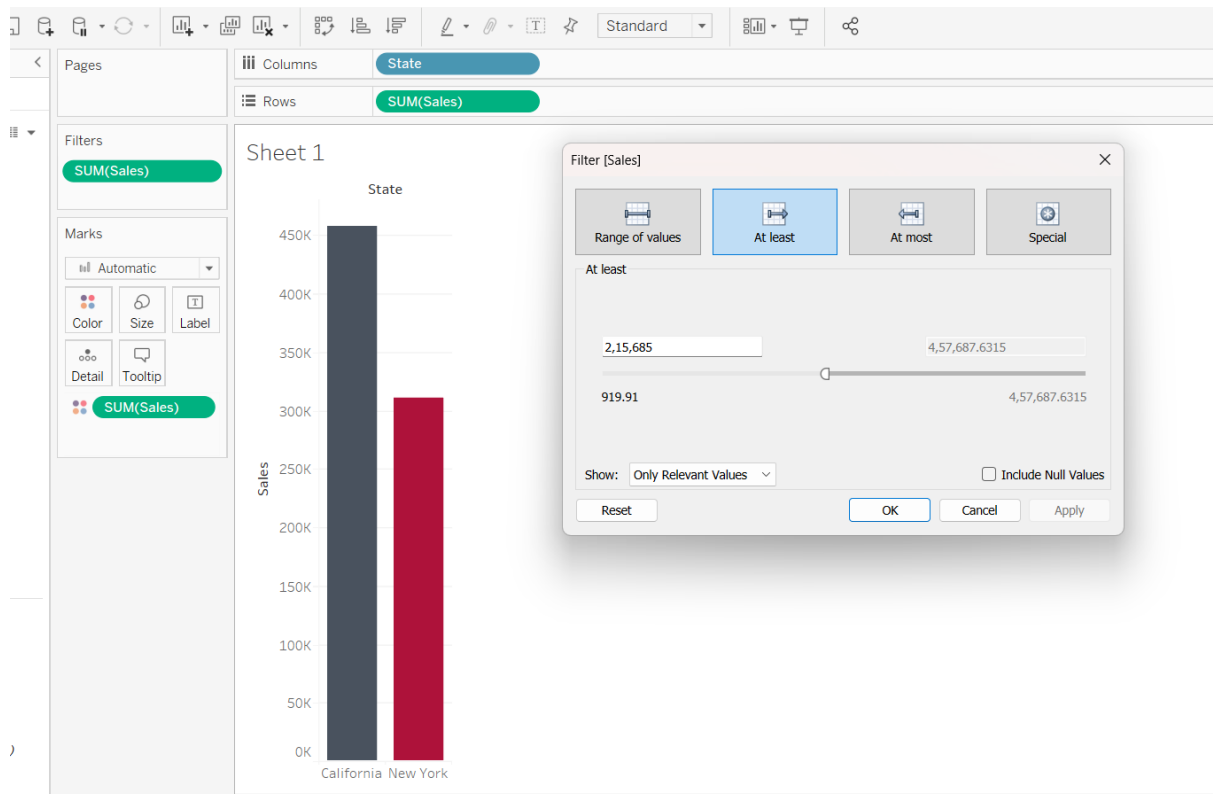 Standard
Pages
Columns
State
Rows
SUM(Sales)
Filters
SUM(Sales)
Marks
Automatic
Color
Size
T
Label
Detail
Tooltip
SUM(Sales)
Sheet 1
State
450K
400K
350K
300K
250K
200K
150K
100K
50K
0K
Sales
California New York
Filter [Sales]
Range of values
At least
At most
Special
At least
2,15,685
4,57,687.6315
919.91
4,57,687.6315
Show: Only Relevant Values
Include Null Values
Reset
OK
Cancel
Apply